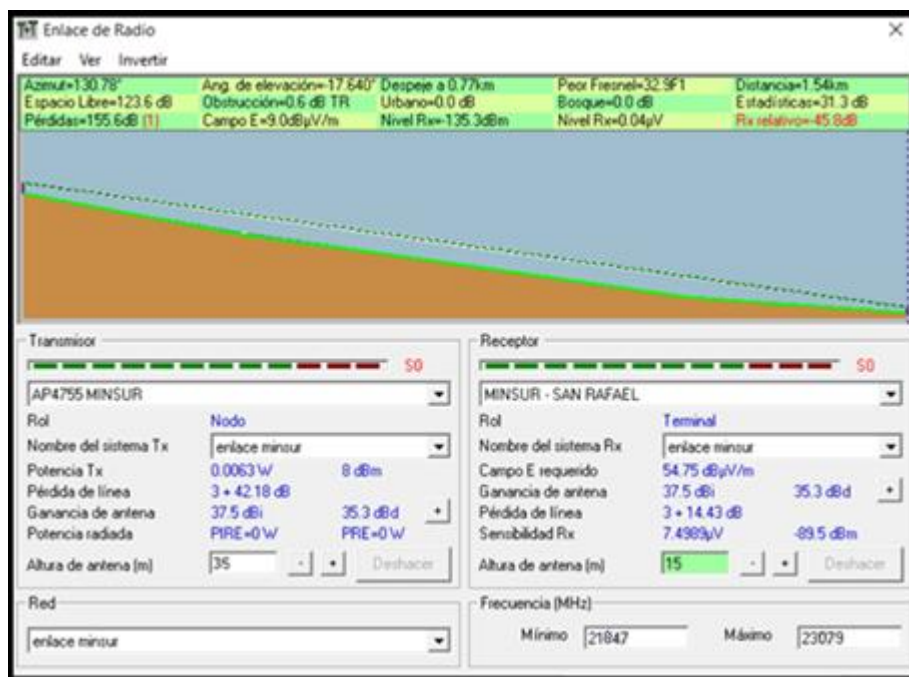 Enlace de Radio
Editar Ver Invertir
Azimut=130.78° Ang. de elevación=-17.640° Despeje a 0.77km Peor Fresnel=32.9F1 Distancia=1.54km
Espacio Libre=123.6 dB Obstrucción=0.6 dB TR Urbano=0.0 dB Bosque=0.0 dB Estadísticas=31.3 dB
Pérdidas=155.6dB (1) Campo E=9.0dBµV/m Nivel Rx=-135.3dBm Nivel Rx=0.04µV Rx relativo=-45.8dB
Transmisor
S0
AP4755 MINSUR
Rol Nodo
Nombre del sistema Tx enlace minsur
Potencia Tx 0.0063 W 8 dBm
Pérdida de línea 3 + 42.18 dB
Ganancia de antena 37.5 dBi 35.3 dBd +
Potencia radiada PIRE=0 W PRE=0 W
Altura de antena (m) 35 - + Deshacer
Receptor
S0
MINSUR - SAN RAFAEL
Rol Terminal
Nombre del sistema Rx enlace minsur
Campo E requerido 54.75 dBµV/m
Ganancia de antena 37.5 dBi 35.3 dBd +
Pérdida de línea 3 + 14.43 dB
Sensibilidad Rx 7.4989µV -89.5 dBm
Altura de antena (m) 15 - + Deshacer
Red
enlace minsur
Frecuencia (MHz)
Mínimo 21847 Máximo 23079